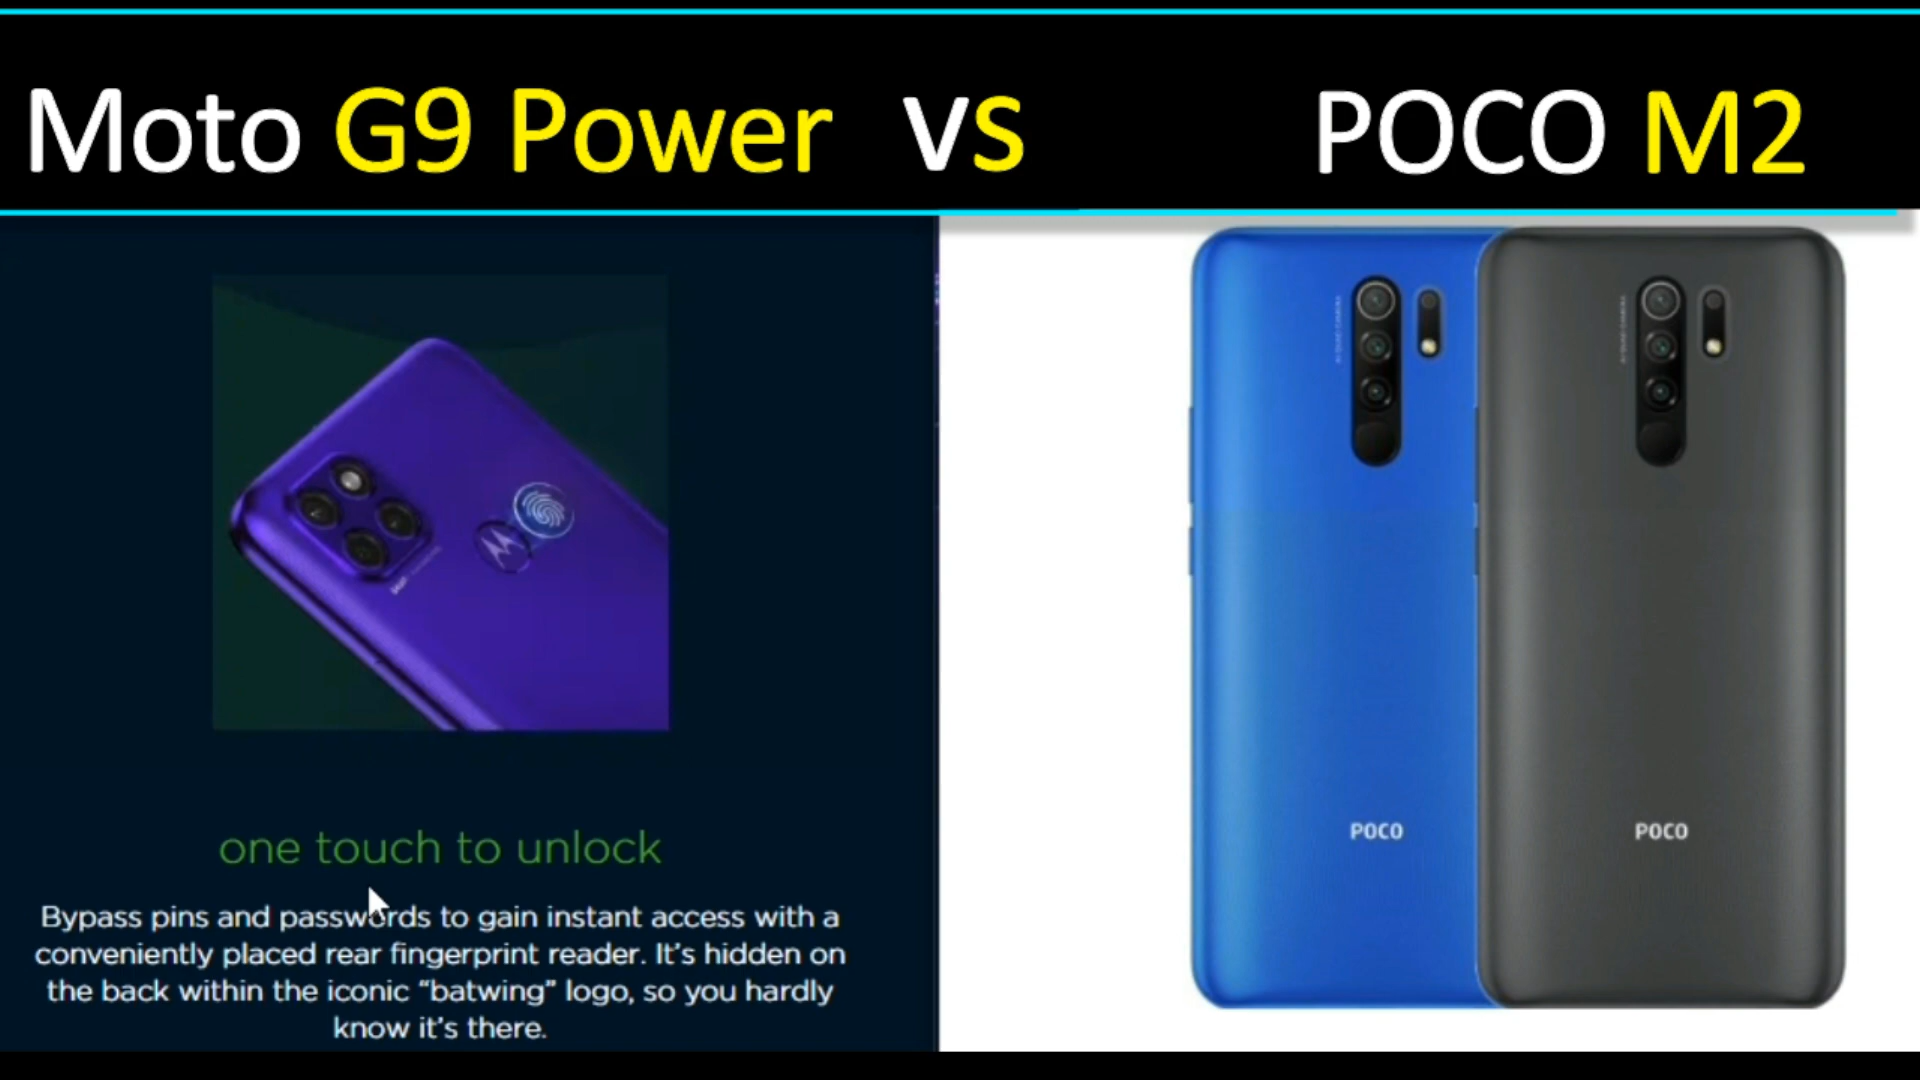 Moto G9 Power vs POCO M2
one touch to unlock
Bypass pins and passwords to gain instant access with a
conveniently placed rear fingerprint reader. It's hidden on
the back within the iconic “batwing” logo, so you hardly
know it's there.
POCO
POCO